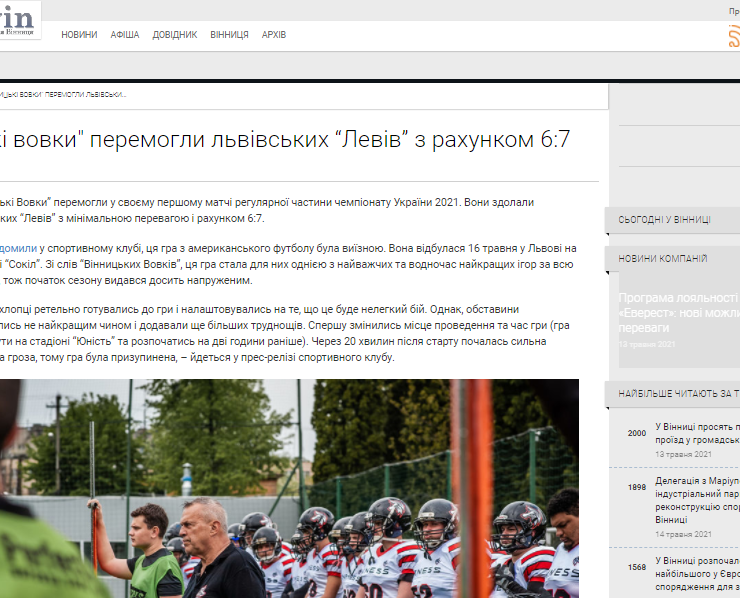 vin
я Вінниця
Пр
НОВИНИ АФІША ДОВІДНИК ВІННИЦЯ АРХІВ
ИЦЬКІ ВОВКИ" ПЕРЕМОГЛИ ЛЬВІВСЬКИ...
кі вовки" перемогли львівських “Левів” з рахунком 6:7
ські Вовки” перемогли у своєму першому матчі регулярної частини чемпіонату України 2021. Вони здолали
ких “Левів” з мінімальною перевагою і рахунком 6:7.
домили у спортивному клубі, ця гра з американського футболу була виїзною. Вона відбулася 16 травня у Львові на
і “Сокіл”. Зі слів “Вінницьких Вовків”, ця гра стала для них однією з найважчих та водночас найкращих ігор за всю
тож початок сезону видався досить напруженим.
хлопці ретельно готувались до гри і налаштовувались на те, що це буде нелегкий бій. Однак, обставини
лись не найкращим чином і додавали ще більших труднощів. Спершу змінились місце проведення та час гри (гра
ути на стадіоні “Юність” та розпочатись на дві години раніше). Через 20 хвилин після старту почалась сильна
а гроза, тому гра була призупинена, – йдеться у прес-релізі спортивного клубу.
СЬОГОДНІ У ВІННИЦІ
НОВИНИ КОМПАНІЙ
Програма лояльності
«Еверест»: нові можли
переваги
13 травня 2021
НАЙБІЛЬШЕ ЧИТАЮТЬ ЗА Т
2000 У Вінниці просять п
проїзд у громадськ
13 травня 2021
1898 Делегація з Маріуп
індустріальний пар
реконструкцію спор
Вінниці
14 травня 2021
1568 У Вінниці розпочал
найбільшого у Євро
спорядження для з